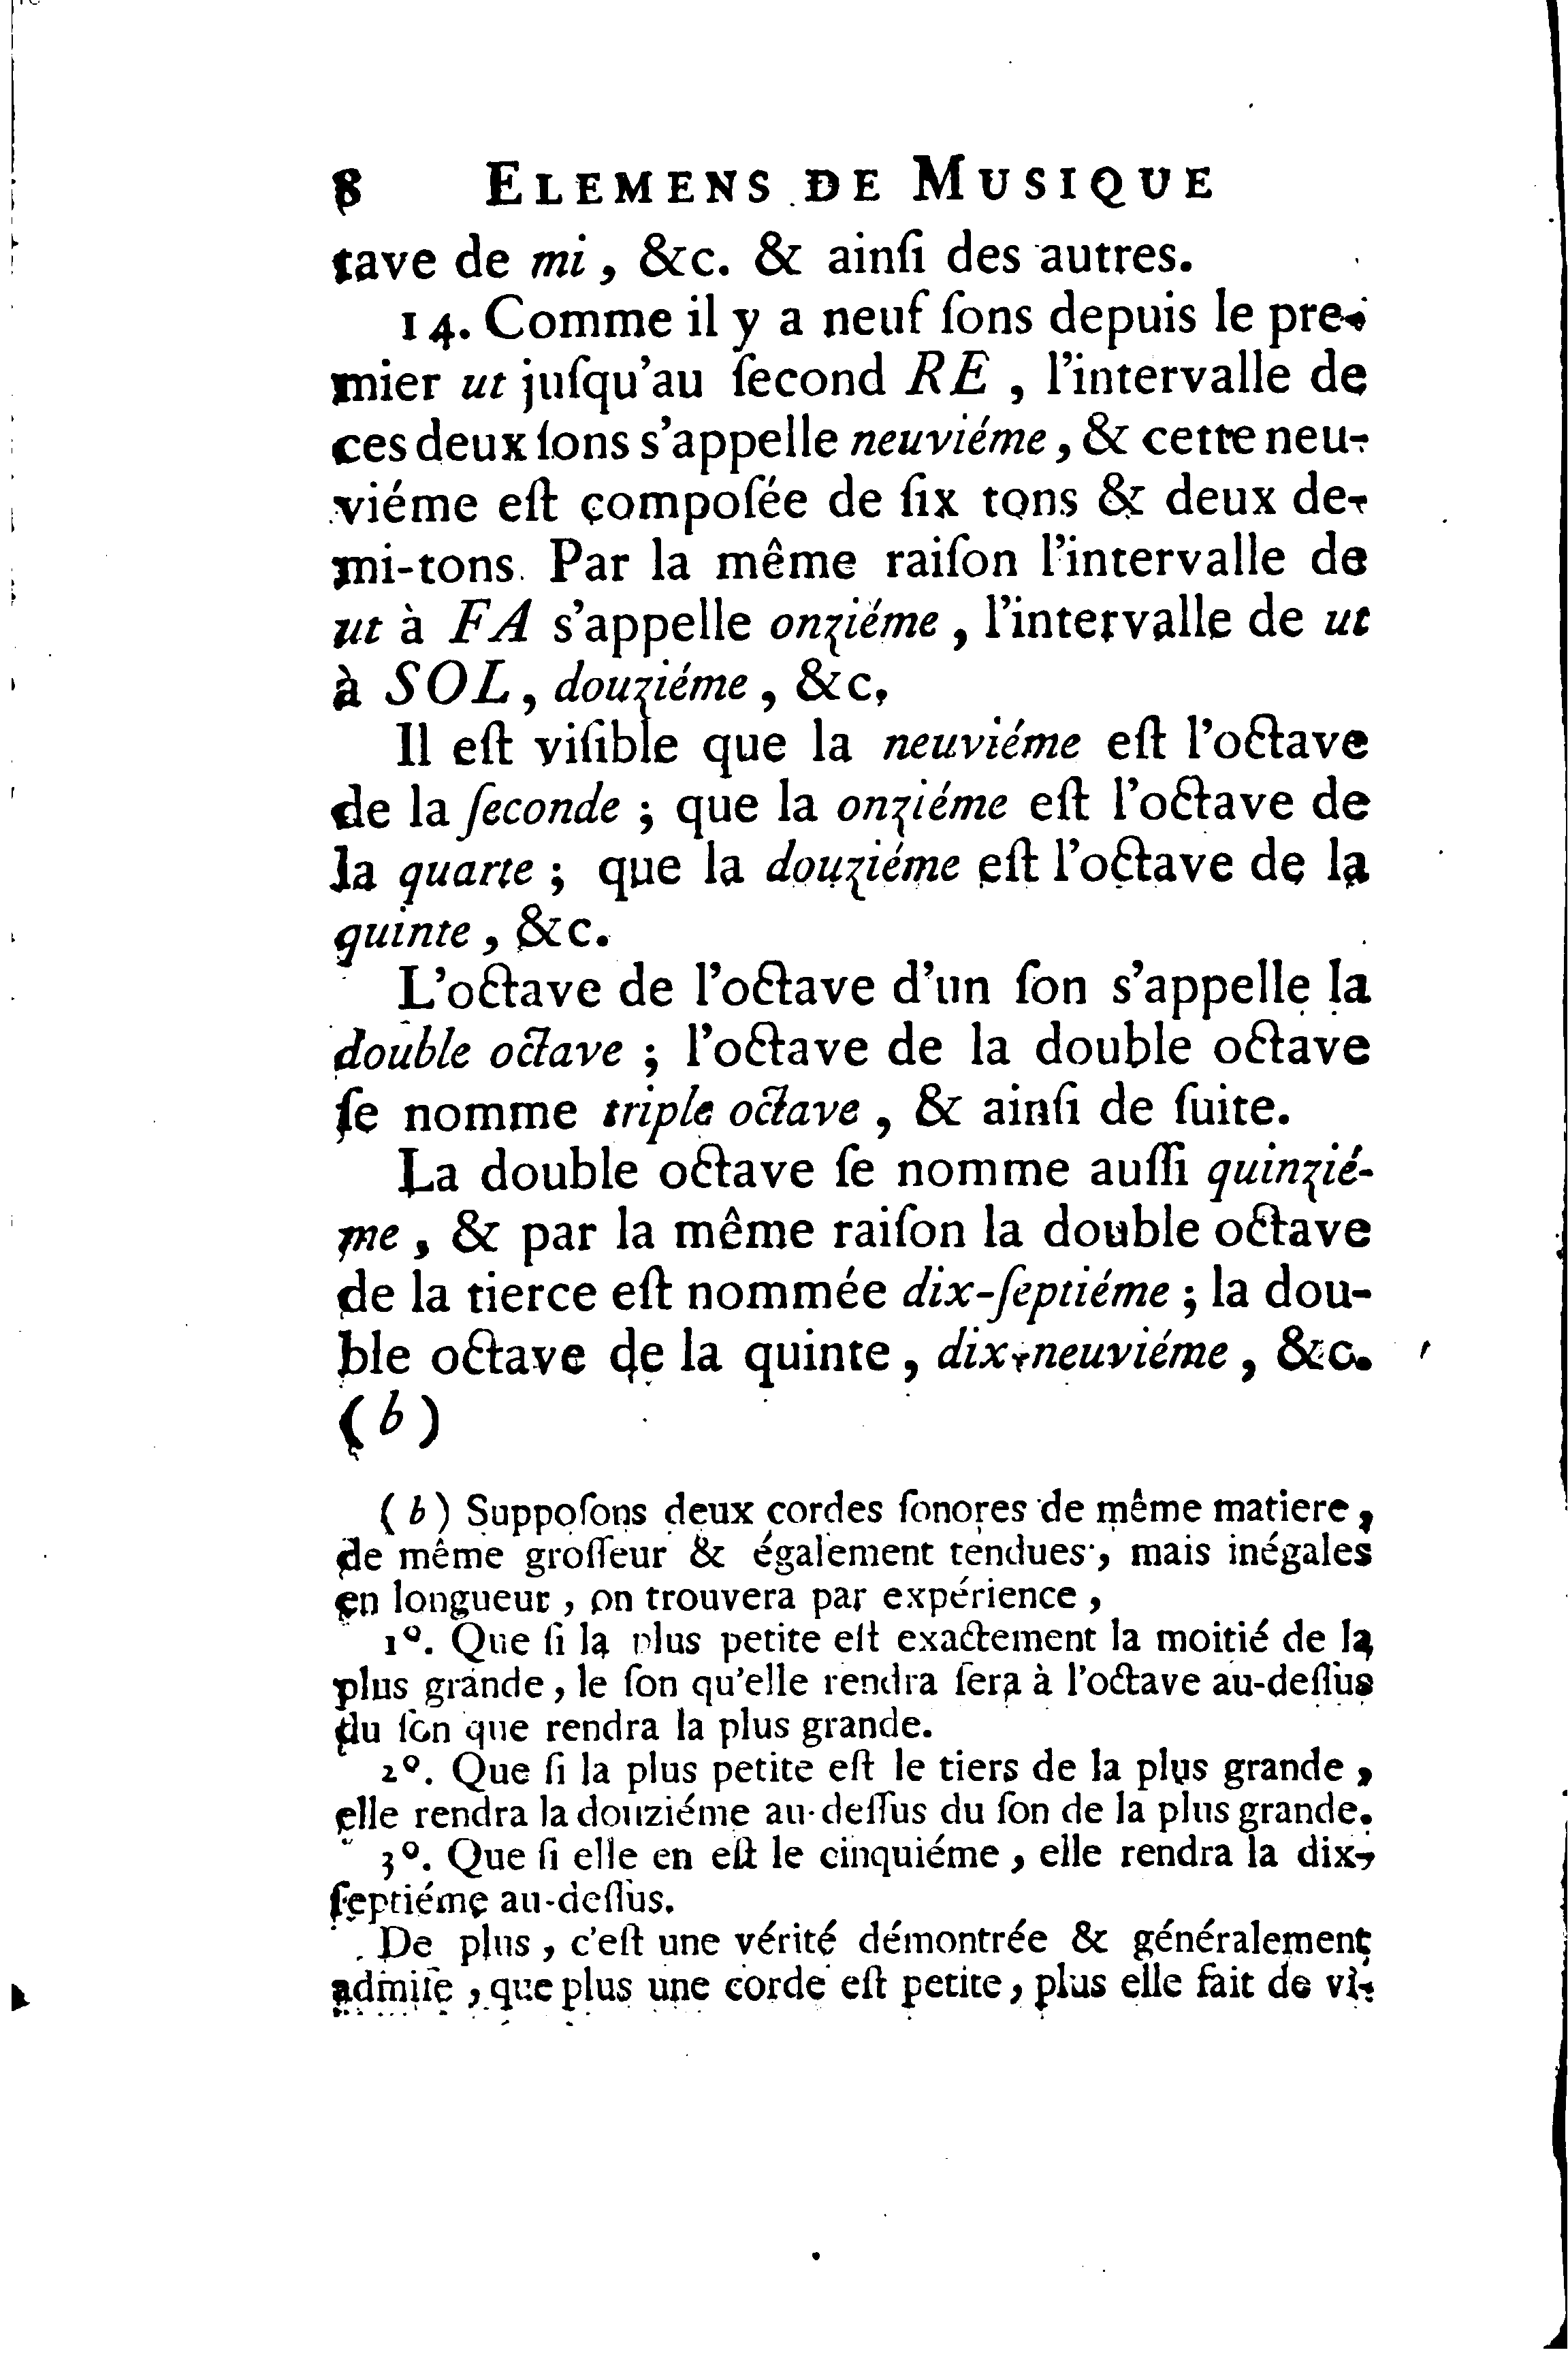 8 ELEMENS DE MUSIQUE
tave de mi, &c. & ainſi des autres.
14. Comme il y a neuf ſons depuis le pre-
mier ut juſqu'au ſecond RE, l'intervalle de
ces deux ſons s'appelle neuviéme, & cette neu-
viéme eſt compoſée de ſix tons & deux de-
mi-tons. Par la même raiſon l'intervalle de
ut à FA s'appelle onziéme, l'intervalle de ut
à SOL, douziéme, &c.
Il eſt viſible que la neuviéme eſt l'octave
de la ſeconde ; que la onziéme eſt l'octave de
la quarte ; que la douziéme eſt l'octave de la
quinte, &c.
L'octave de l'octave d'un ſon s'appelle la
double octave ; l'octave de la double octave
ſe nomme triple octave, & ainſi de ſuite.
La double octave ſe nomme auſſi quinzié-
me, & par la même raiſon la double octave
de la tierce eſt nommée dix-ſeptiéme ; la dou-
ble octave de la quinte, dix-neuviéme, &c.
(b)
(b) Suppoſons deux cordes ſonores de même matiere,
de même groſſeur & également tendues, mais inégales
en longueur, on trouvera par expérience,
1°. Que ſi la plus petite eſt exactement la moitié de la
plus grande, le ſon qu'elle rendra ſera à l'octave au-deſſus
du ſon que rendra la plus grande.
2°. Que ſi la plus petite eſt le tiers de la plus grande,
elle rendra la douziéme au-deſſus du ſon de la plus grande.
3°. Que ſi elle en eſt le cinquiéme, elle rendra la dix-
ſeptiéme au-deſſus.
De plus, c'eſt une vérité démontrée & généralement
admiſe, que plus une corde eſt petite, plus elle fait de vi-